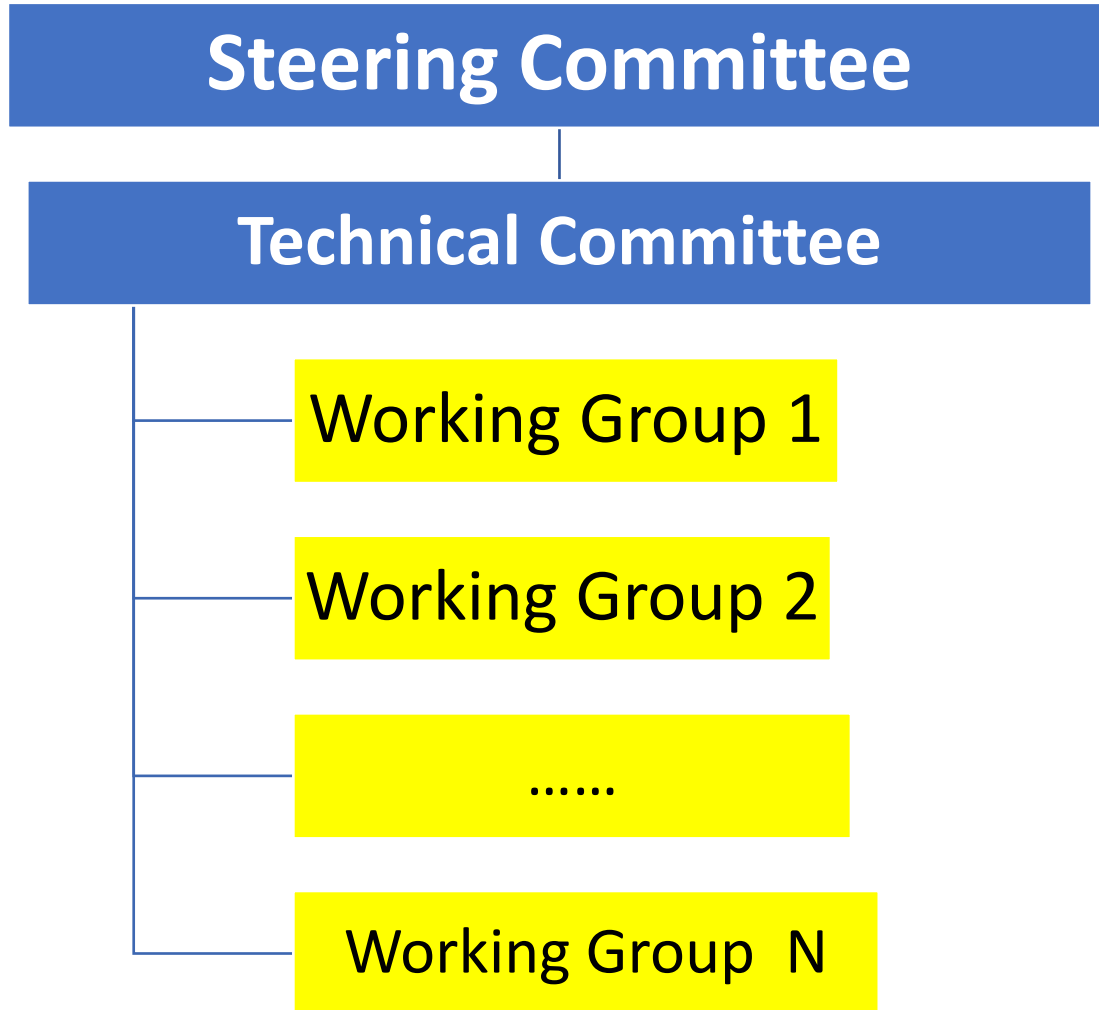 Steering Committee
Technical Committee
Working Group 1
Working Group 2
......
Working Group  N